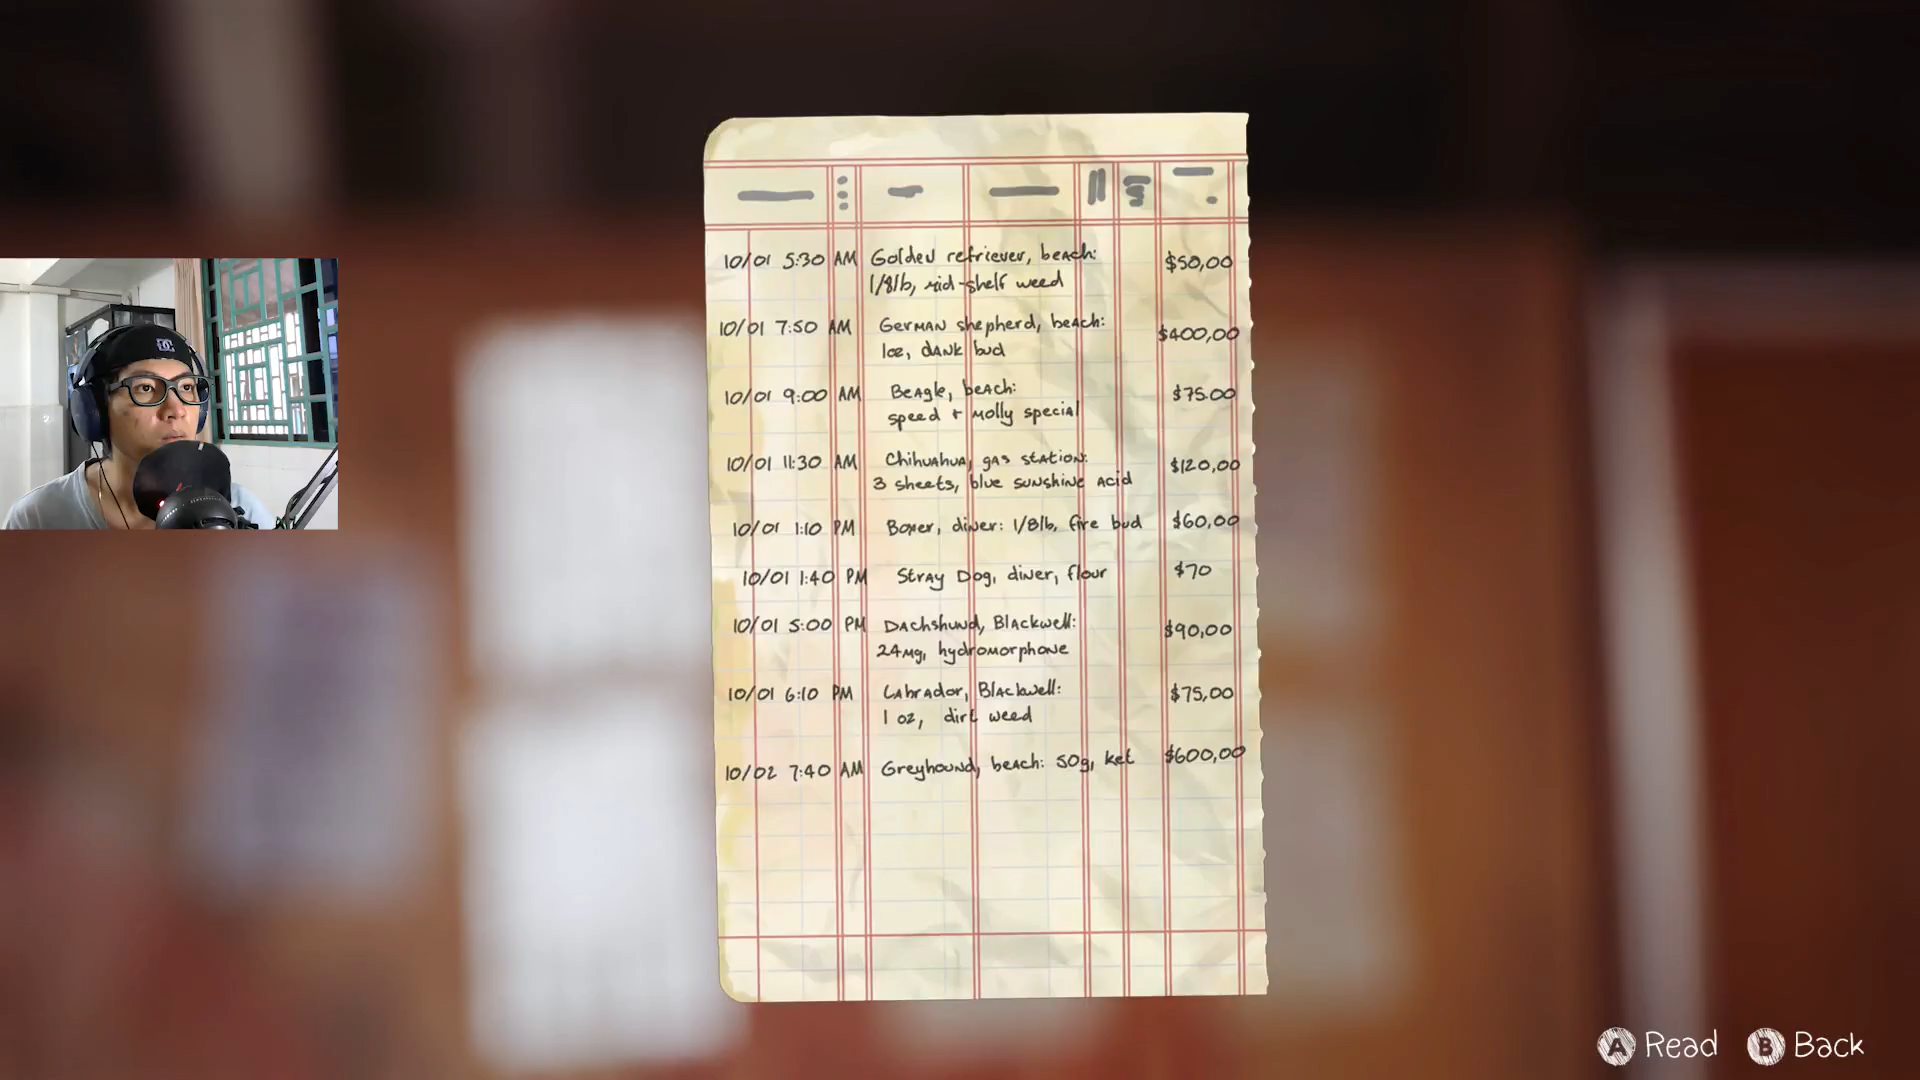 10/01 5:30 AM Golden retriever, beach: $50,00
1/8lb, mid-shelf weed
10/01 7:50 AM German shepherd, beach: $400,00
1oz, dank bud
10/01 9:00 AM Beagle, beach: $75.00
speed + Molly special
10/01 11:30 AM Chihuahua, gas station: $120,00
3 sheets, blue sunshine acid
10/01 1:10 PM Boxer, diner: 1/8lb, fire bud $60,00
10/01 1:40 PM Stray Dog, diner, flour $70
10/01 5:00 PM Dachshund, Blackwell: $90,00
24mg, hydromorphone
10/01 6:10 PM Labrador, Blackwell: $75,00
1 oz, dirt weed
10/02 7:40 AM Greyhound, beach: 50g, ket $600,00
A Read B Back